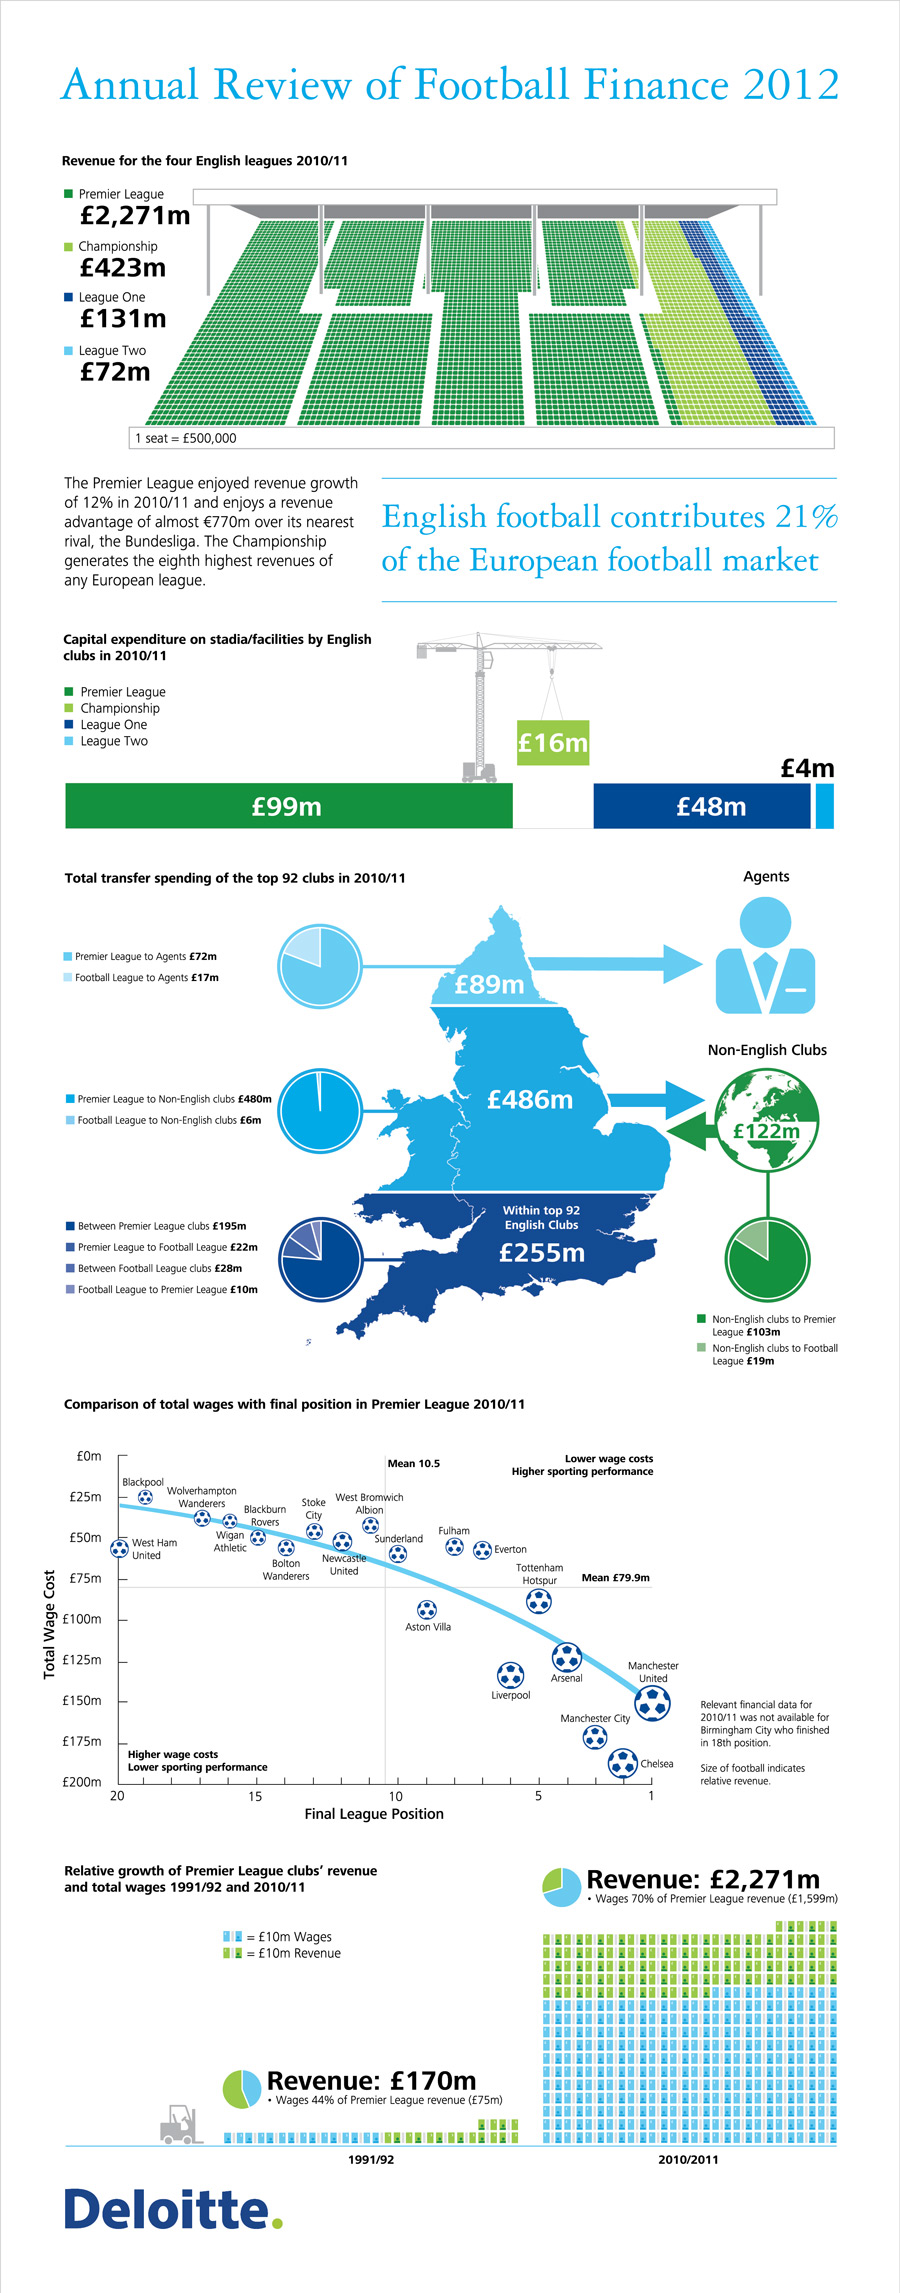 Annual Review of Football Finance 2012
Revenue for the four English leagues 2010/11
Premier League
£2,271m
Championship
£423m
League One
£131m
League Two
£72m
1 seat = £500,000
The Premier League enjoyed revenue growth
of 12% in 2010/11 and enjoys a revenue
advantage of almost €770m over its nearest
rival, the Bundesliga. The Championship
generates the eighth highest revenues of
any European league.
English football contributes 21%
of the European football market
Capital expenditure on stadia/facilities by English
clubs in 2010/11
Premier League
Championship
League One
League Two
£16m
£4m
£99m
£48m
Total transfer spending of the top 92 clubs in 2010/11
Agents
Premier League to Agents £72m
Football League to Agents £17m
£89m
Non-English Clubs
Premier League to Non-English clubs £480m
Football League to Non-English clubs £6m
£486m
£122m
Between Premier League clubs £195m
Premier League to Football League £22m
Between Football League clubs £28m
Football League to Premier League £10m
Within top 92
English Clubs
£255m
Non-English clubs to Premier
League £103m
Non-English clubs to Football
League £19m
Comparison of total wages with final position in Premier League 2010/11
Total Wage Cost
£0m
£25m
£50m
£75m
£100m
£125m
£150m
£175m
£200m
Mean 10.5
Lower wage costs
Higher sporting performance
Blackpool
Wolverhampton
Wanderers
Blackburn
Rovers
Stoke
City
West Bromwich
Albion
West Ham
United
Wigan
Athletic
Bolton
Wanderers
Newcastle
United
Sunderland
Fulham
Everton
Tottenham
Hotspur
Mean £79.9m
Aston Villa
Liverpool
Arsenal
Manchester
United
Manchester City
Chelsea
Higher wage costs
Lower sporting performance
20
15
10
5
1
Final League Position
Relevant financial data for
2010/11 was not available for
Birmingham City who finished
in 18th position.
Size of football indicates
relative revenue.
Relative growth of Premier League clubs’ revenue
and total wages 1991/92 and 2010/11
= £10m Wages
= £10m Revenue
Revenue: £2,271m
• Wages 70% of Premier League revenue (£1,599m)
Revenue: £170m
• Wages 44% of Premier League revenue (£75m)
1991/92
2010/2011
Deloitte.